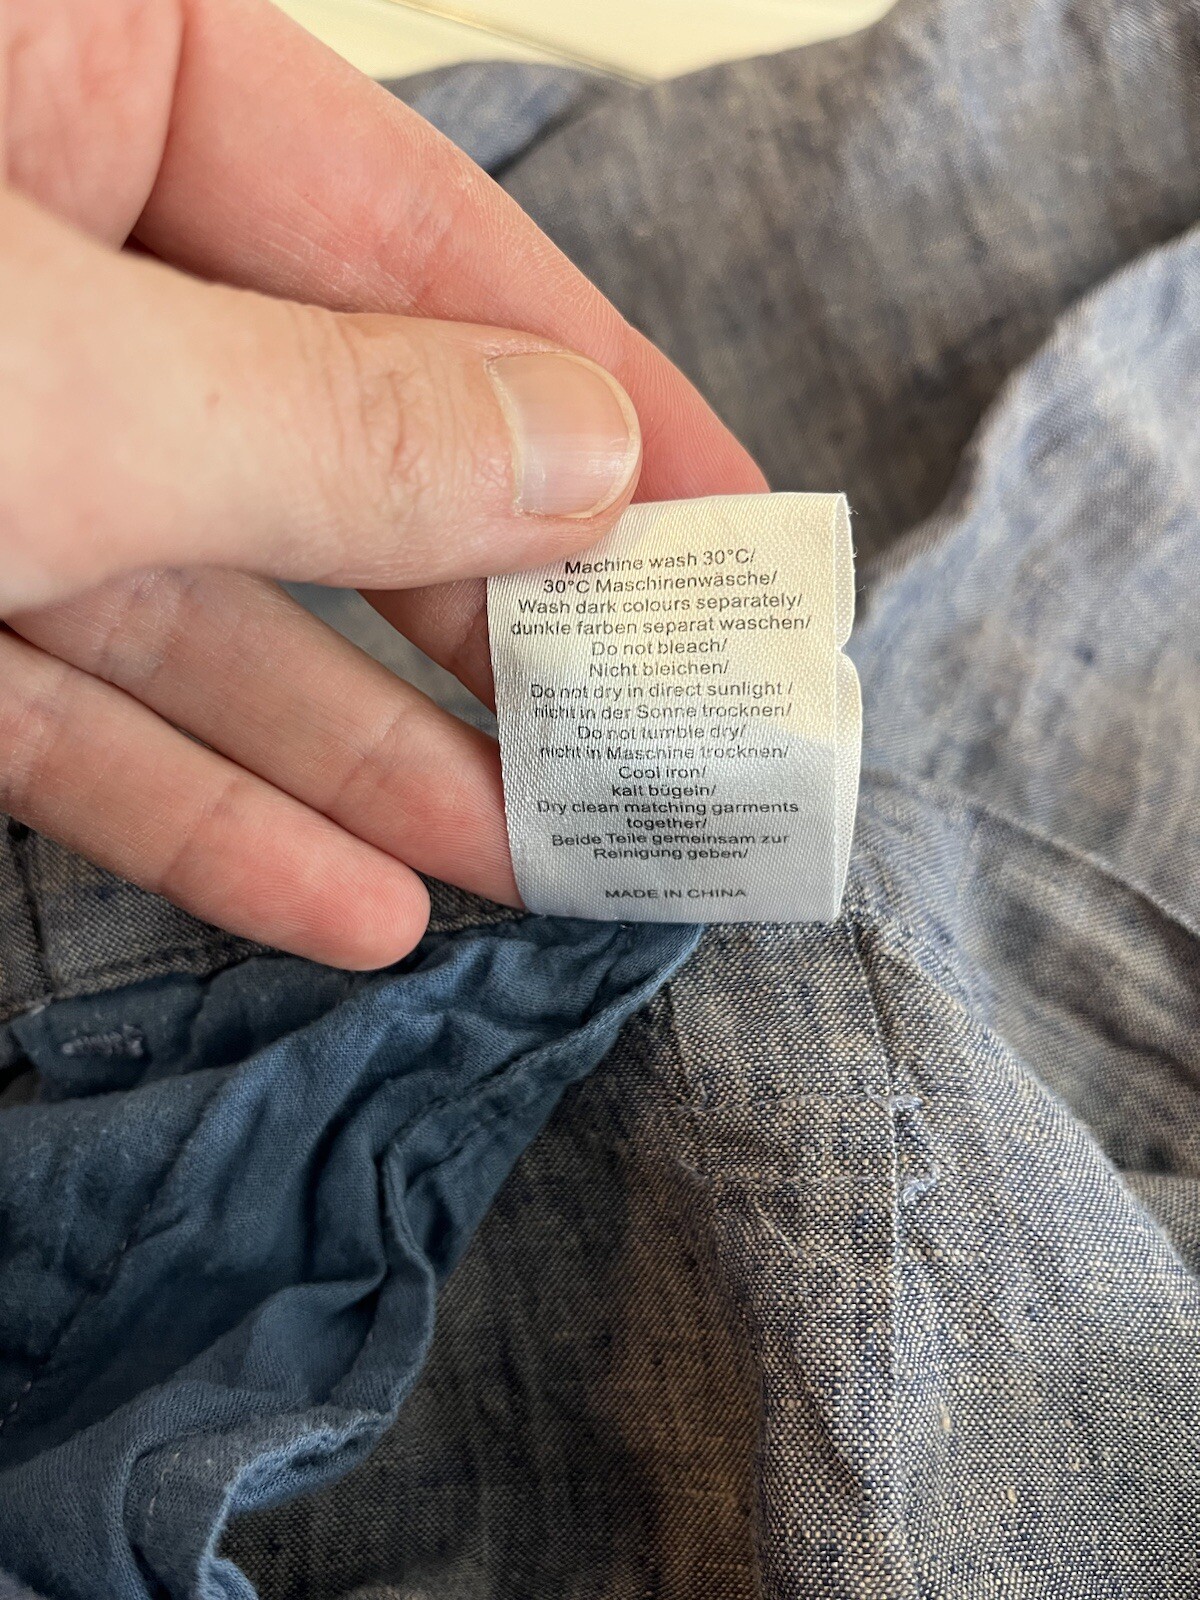 Machine wash 30°C/
30°C Maschinenwäsche/
Wash dark colours separately/
dunkle farben separat waschen/
Do not bleach/
Nicht bleichen/
Do not dry in direct sunlight /
nicht in der Sonne trocknen/
Do not tumble dry/
nicht in Maschine trocknen/
Cool iron/
kalt bügeln/
Dry clean matching garments
together/
Beide Teile gemeinsam zur
Reinigung geben/
MADE IN CHINA